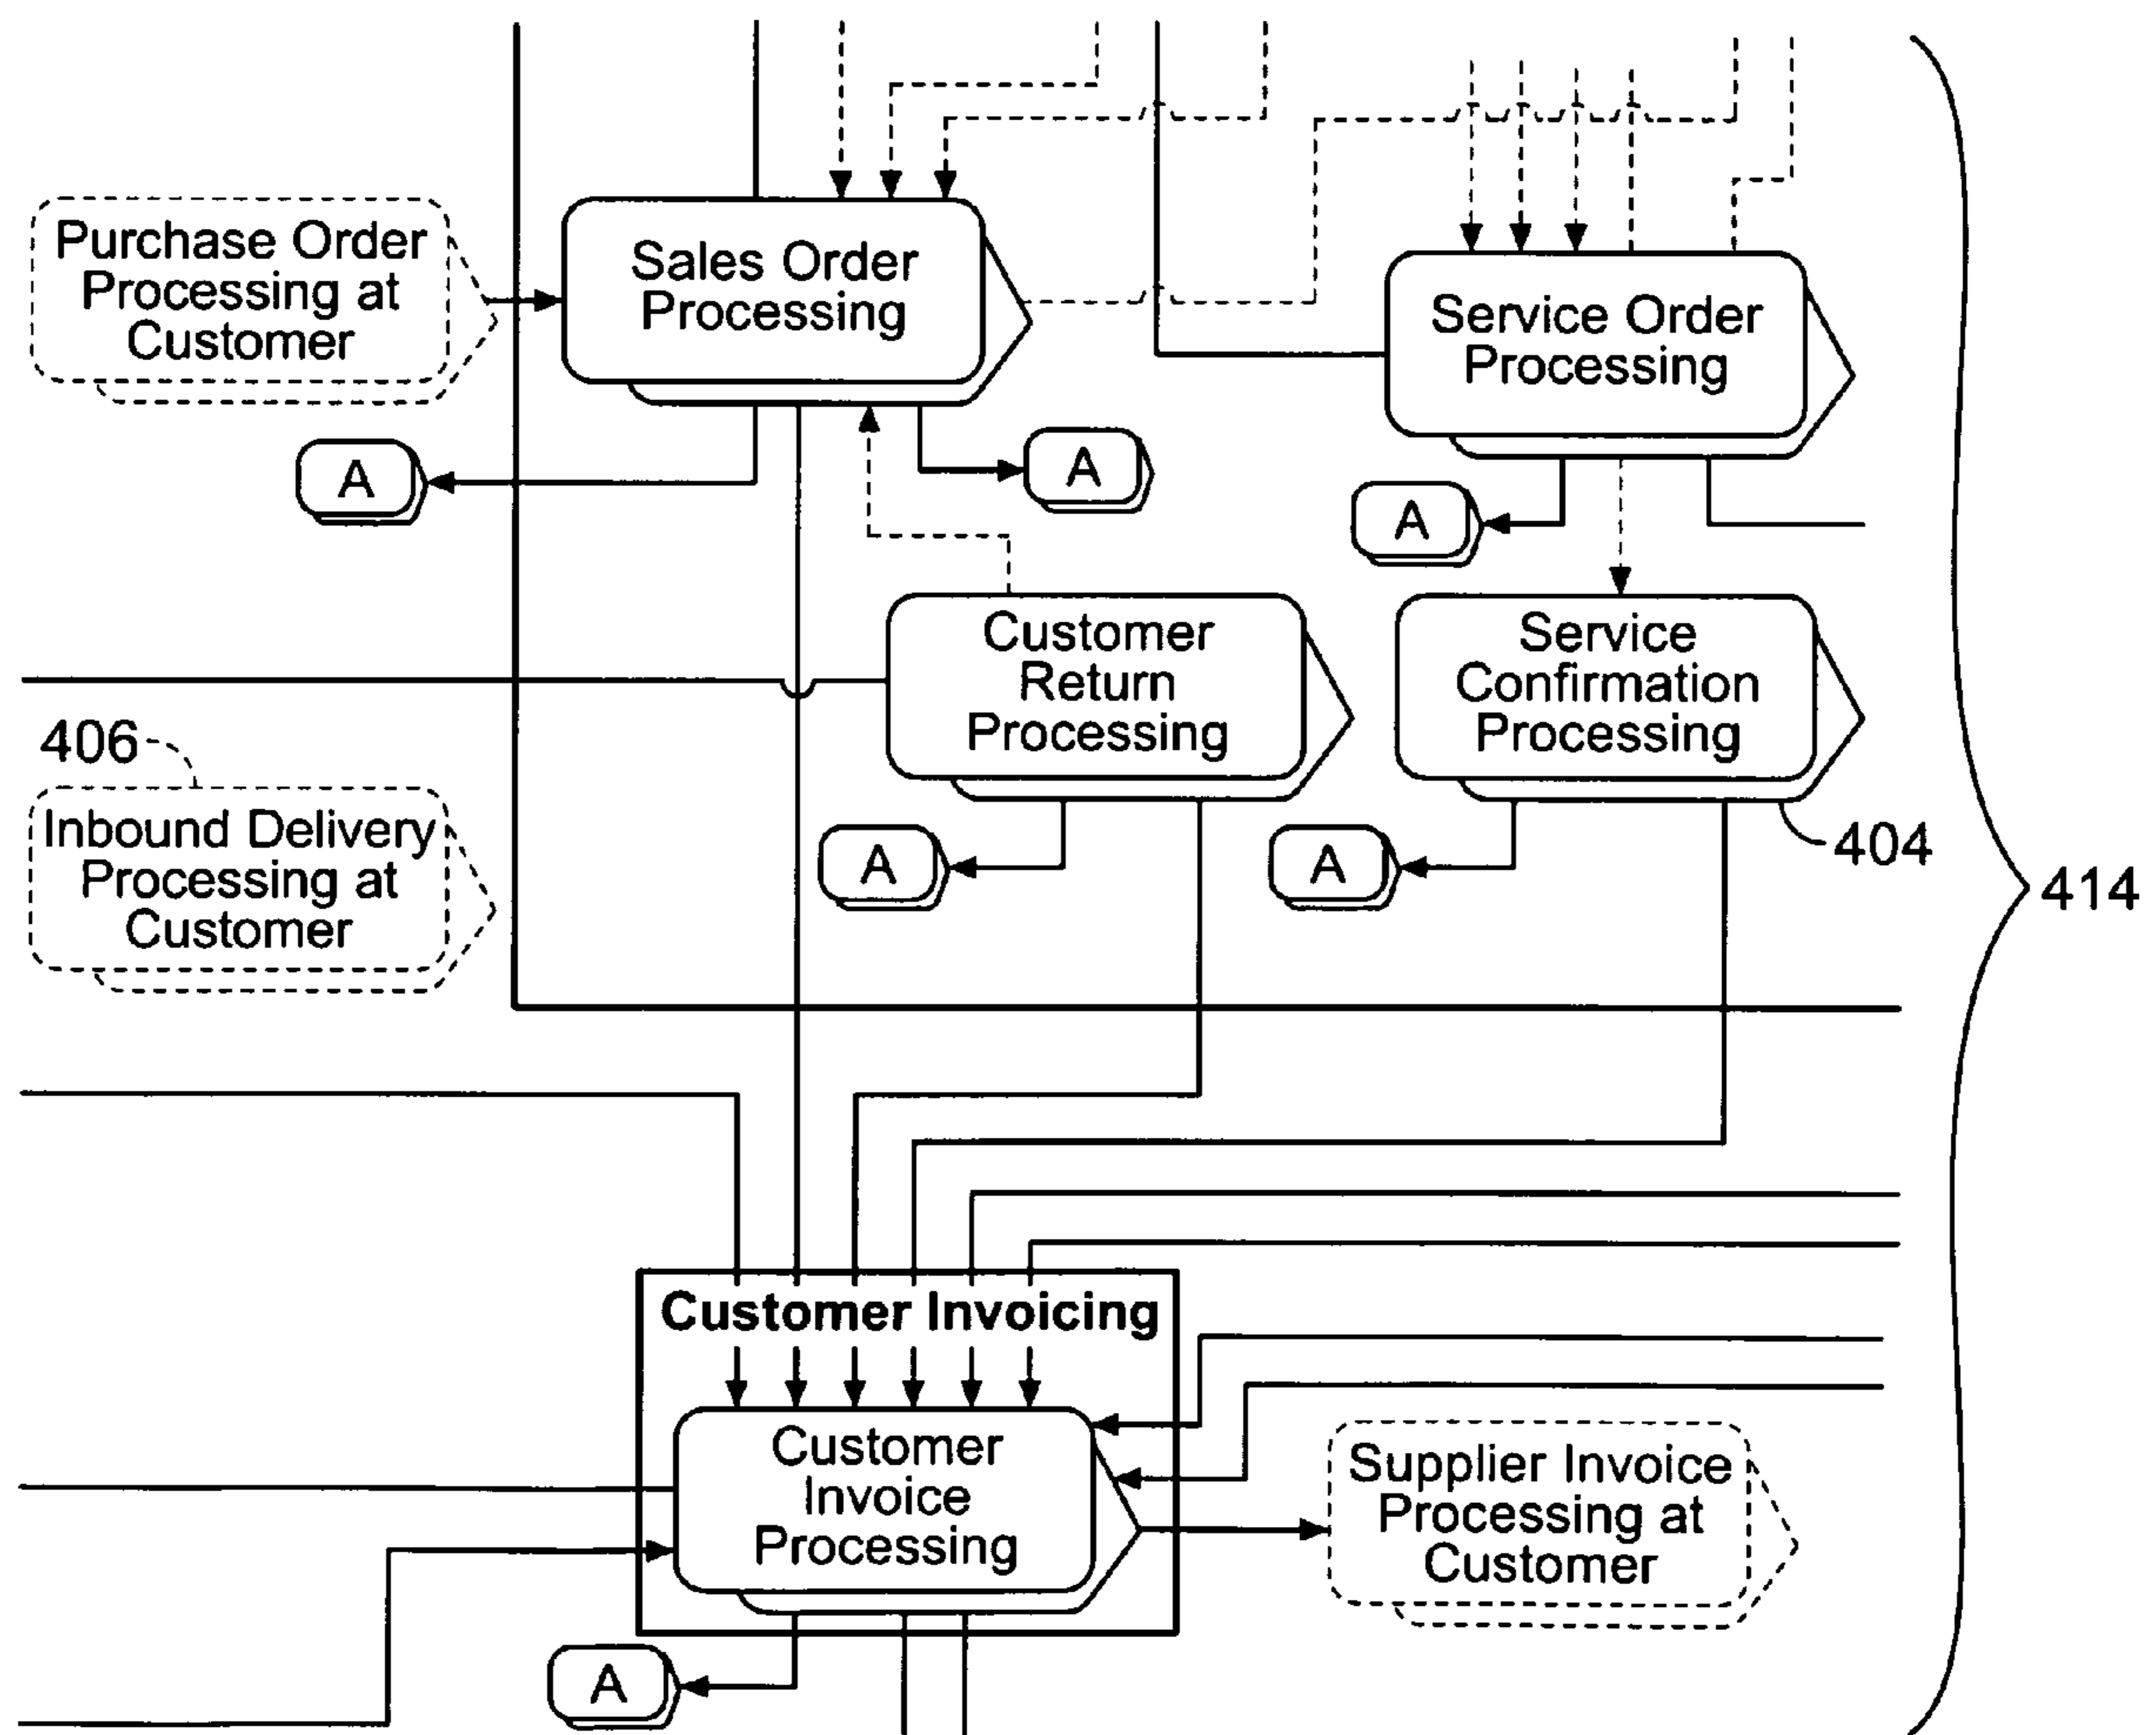 Purchase Order
Processing at
Customer
Sales Order
Processing
Service Order
Processing
A
A
A
Customer
Return
Processing
Service
Confirmation
Processing
406
Inbound Delivery
Processing at
Customer
A
A
404
414
Customer Invoicing
Customer
Invoice
Processing
Supplier Invoice
Processing at
Customer
A